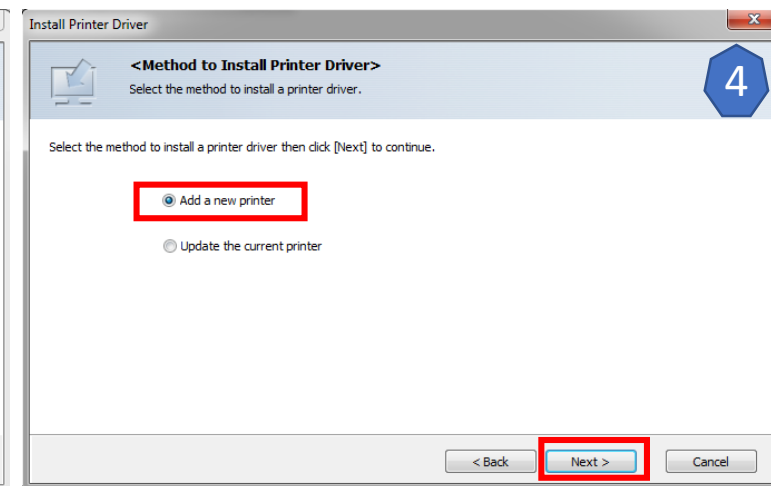 Install Printer Driver
<Method to Install Printer Driver>
Select the method to install a printer driver.
4
Select the method to install a printer driver then click [Next] to continue.
Add a new printer
Update the current printer
< Back
Next >
Cancel